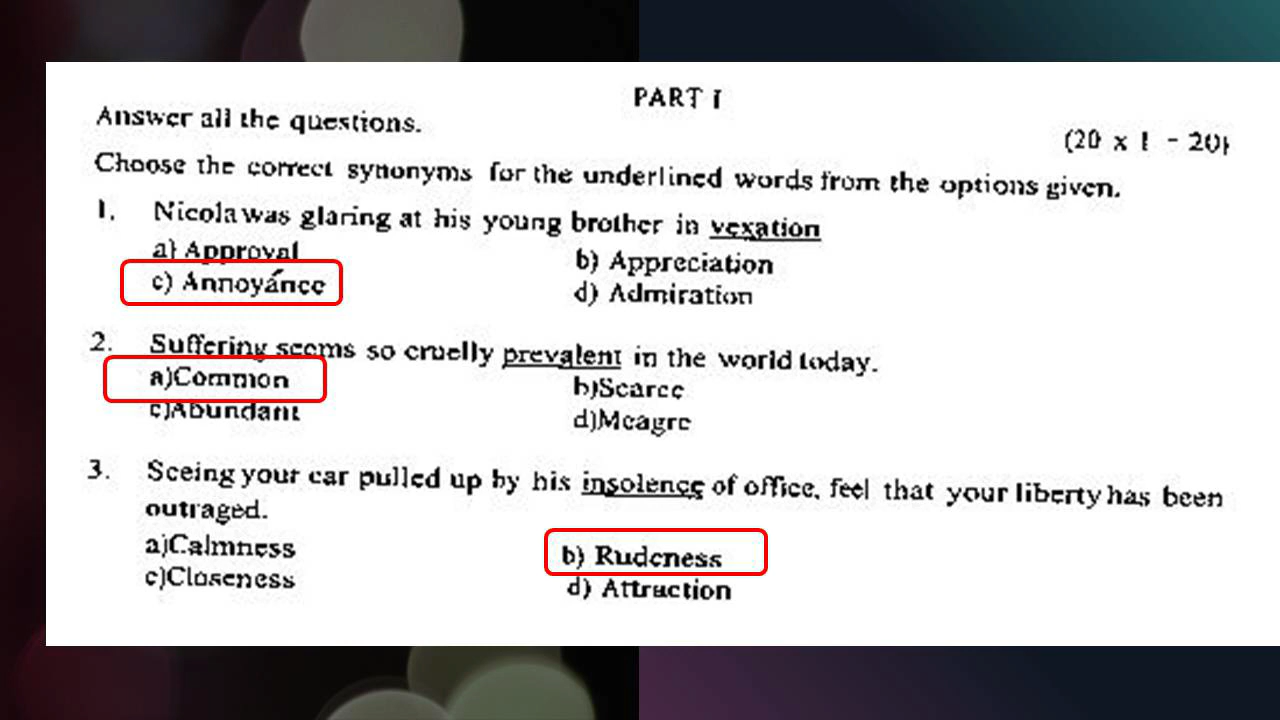 PART I
Answer all the questions.
(20 x 1 - 20)
Choose the correct synonyms for the underlined words from the options given.
1. Nicola was glaring at his young brother in vexation
a) Approval b) Appreciation
c) Annoyance d) Admiration
2. Suffering seems so cruelly prevalent in the world today.
a)Common b)Scarce
c)Abundant d)Meagre
3. Seeing your car pulled up by his insolence of office, feel that your liberty has been
outraged.
a)Calmness b) Rudeness
c)Closeness d) Attraction